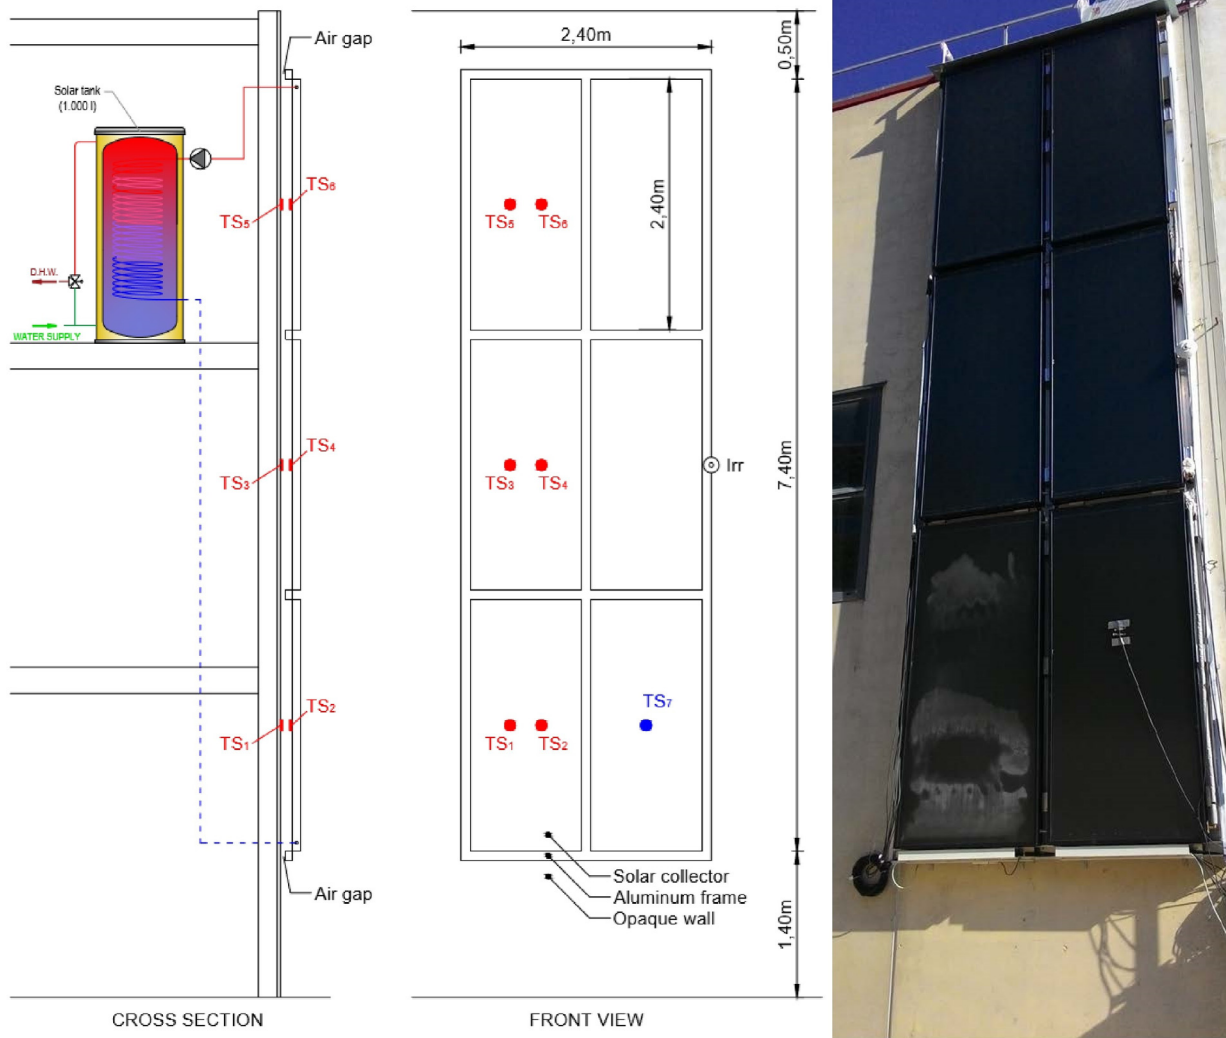 Air gap
Solar tank
(1.000 l)
TS₆
TS₅
D.H.W.
WATER SUPPLY
TS₄
TS₃
TS₂
TS₁
Air gap
CROSS SECTION
2,40m
0,50m
2,40m
TS₅ TS₆
TS₃ TS₄
Irr
7,40m
TS₇
TS₁ TS₂
Solar collector
Aluminum frame
Opaque wall
1,40m
FRONT VIEW